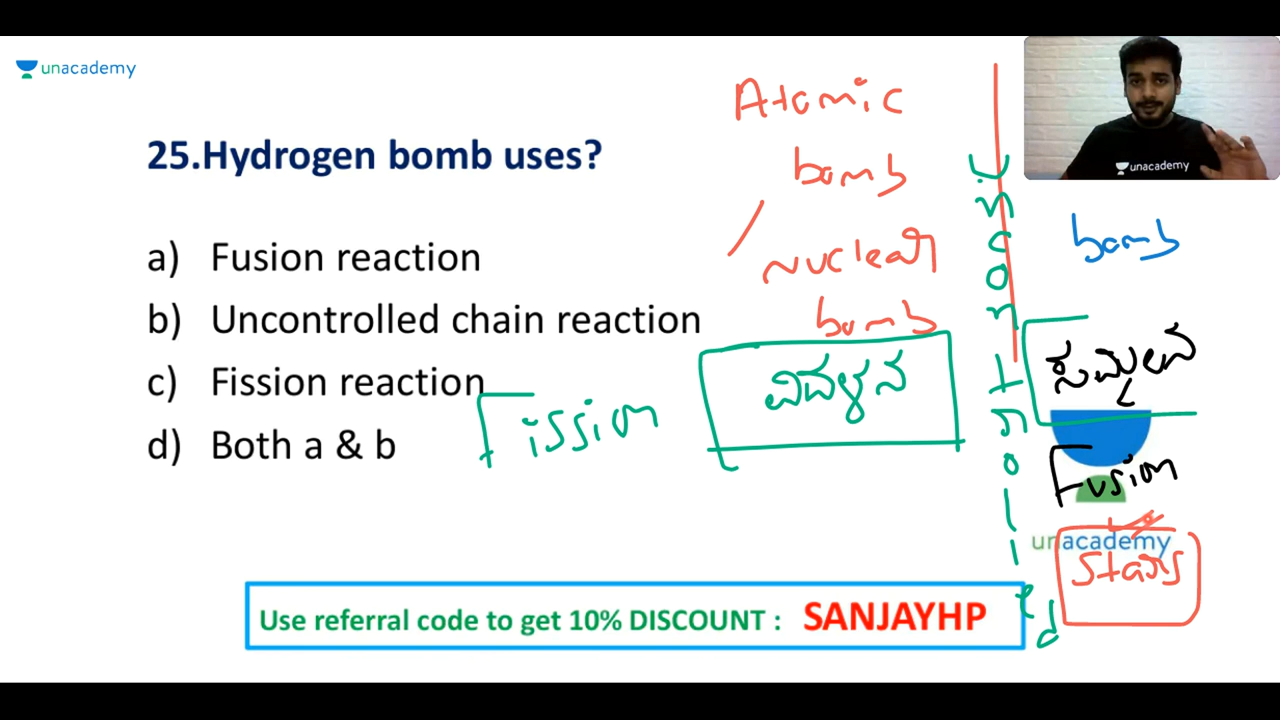 unacademy
25.Hydrogen bomb uses?
a) Fusion reaction
b) Uncontrolled chain reaction
c) Fission reaction
d) Both a & b
Atomic
bomb
nuclear
bomb
Fission
ವಿದಳನ
Uncontrolled
unacademy
bomb
ಸಮ್ಮಿಲನ
Fusion
unacademy
stars
Use referral code to get 10% DISCOUNT : SANJAYHP